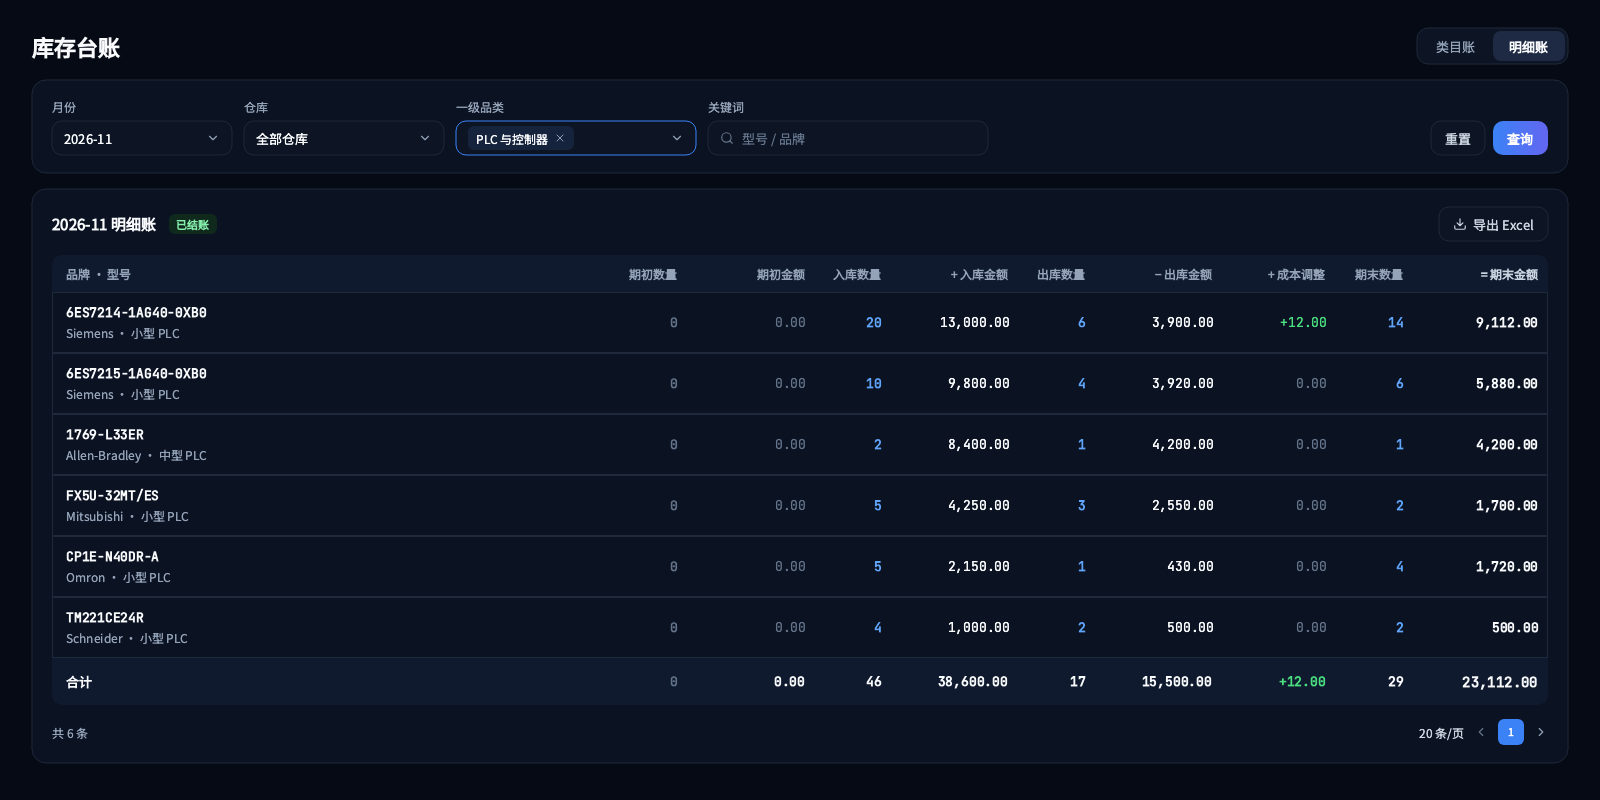 库存台账
类目账 明细账
月份 仓库 一级品类 关键词
2026-11 全部仓库 PLC 与控制器 × 型号 / 品牌 重置 查询
2026-11 明细账 已结账 导出 Excel
品牌 · 型号 期初数量 期初金额 入库数量 + 入库金额 出库数量 − 出库金额 + 成本调整 期末数量 = 期末金额
6ES7214-1AG40-0XB0
Siemens · 小型 PLC 0 0.00 20 13,000.00 6 3,900.00 +12.00 14 9,112.00
6ES7215-1AG40-0XB0
Siemens · 小型 PLC 0 0.00 10 9,800.00 4 3,920.00 0.00 6 5,880.00
1769-L33ER
Allen-Bradley · 中型 PLC 0 0.00 2 8,400.00 1 4,200.00 0.00 1 4,200.00
FX5U-32MT/ES
Mitsubishi · 小型 PLC 0 0.00 5 4,250.00 3 2,550.00 0.00 2 1,700.00
CP1E-N40DR-A
Omron · 小型 PLC 0 0.00 5 2,150.00 1 430.00 0.00 4 1,720.00
TM221CE24R
Schneider · 小型 PLC 0 0.00 4 1,000.00 2 500.00 0.00 2 500.00
合计 0 0.00 46 38,600.00 17 15,500.00 +12.00 29 23,112.00
共 6 条 20 条/页 1